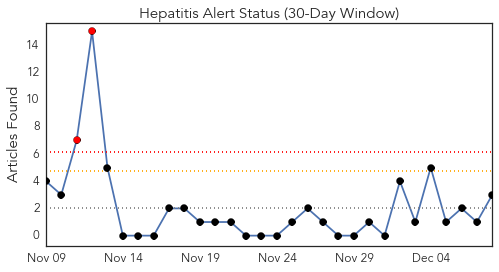 Hepatitis Alert Status (30-Day Window)
Articles Found
14
12
10
8
6
4
2
0
Nov 09 Nov 14 Nov 19 Nov 24 Nov 29 Dec 04